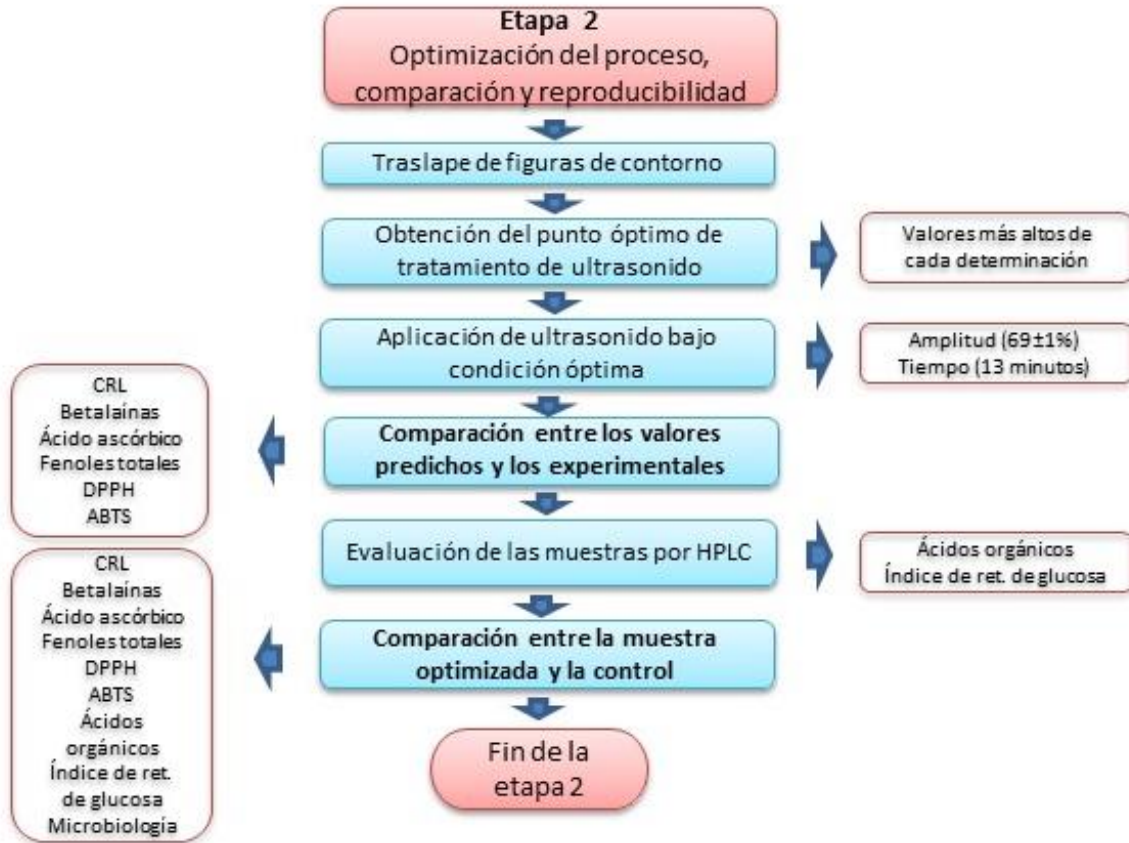 Etapa 2
Optimización del proceso,
comparación y reproducibilidad
Traslape de figuras de contorno
Obtención del punto óptimo de
tratamiento de ultrasonido
Valores más altos de
cada determinación
Aplicación de ultrasonido bajo
condición óptima
Amplitud (69±1%)
Tiempo (13 minutos)
Comparación entre los valores
predichos y los experimentales
CRL
Betalaínas
Ácido ascórbico
Fenoles totales
DPPH
ABTS
Evaluación de las muestras por HPLC
Ácidos orgánicos
Índice de ret. de glucosa
Comparación entre la muestra
optimizada y la control
CRL
Betalaínas
Ácido ascórbico
Fenoles totales
DPPH
ABTS
Ácidos
orgánicos
Índice de ret.
de glucosa
Microbiología
Fin de la
etapa 2